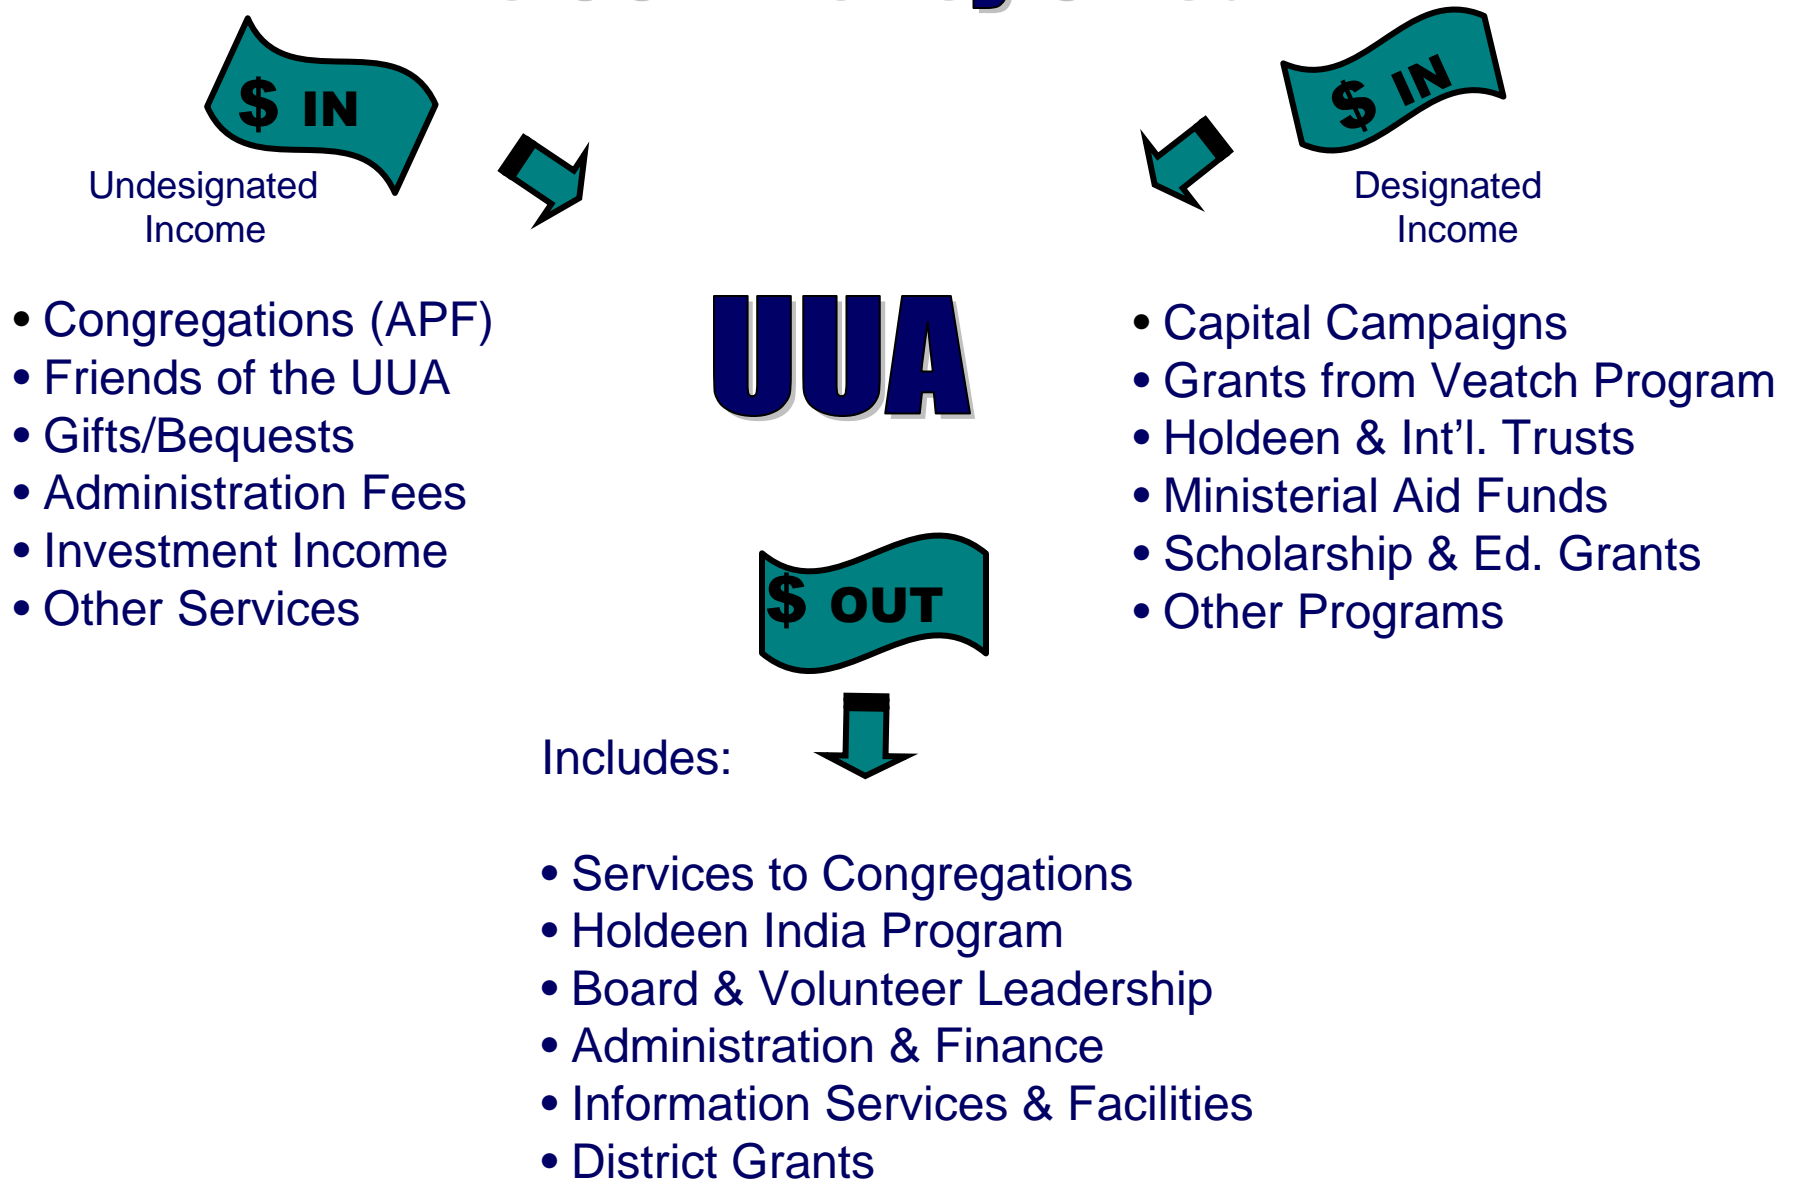 $ IN
Undesignated
Income
• Congregations (APF)
• Friends of the UUA
• Gifts/Bequests
• Administration Fees
• Investment Income
• Other Services
UUA
$ IN
Designated
Income
• Capital Campaigns
• Grants from Veatch Program
• Holdeen & Int’l. Trusts
• Ministerial Aid Funds
• Scholarship & Ed. Grants
• Other Programs
$ OUT
Includes:
• Services to Congregations
• Holdeen India Program
• Board & Volunteer Leadership
• Administration & Finance
• Information Services & Facilities
• District Grants